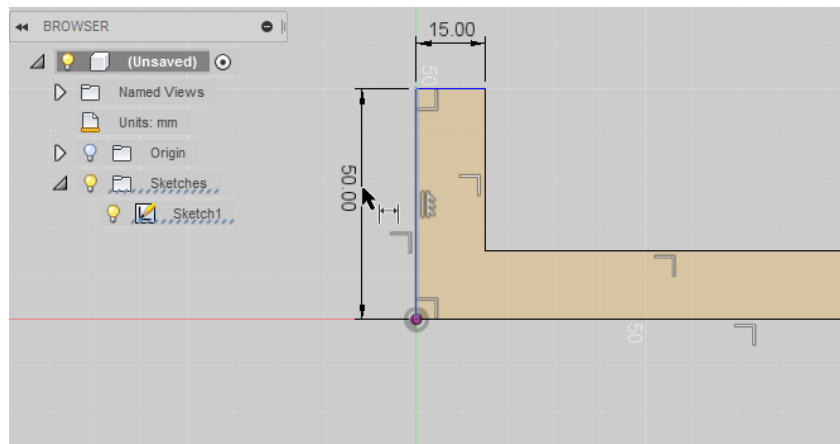 BROWSER
(Unsaved)
Named Views
Units: mm
Origin
Sketches
Sketch1
15.00
50
50.00
50